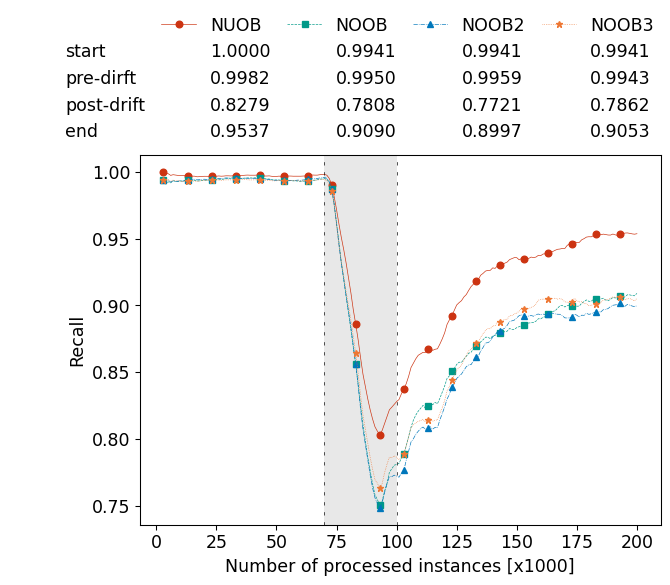 NUOB NOOB NOOB2 NOOB3
start 1.0000 0.9941 0.9941 0.9941
pre-dirft 0.9982 0.9950 0.9959 0.9943
post-drift 0.8279 0.7808 0.7721 0.7862
end 0.9537 0.9090 0.8997 0.9053
1.00
0.95
0.90
0.85
0.80
0.75
Recall
0 25 50 75 100 125 150 175 200
Number of processed instances [x1000]